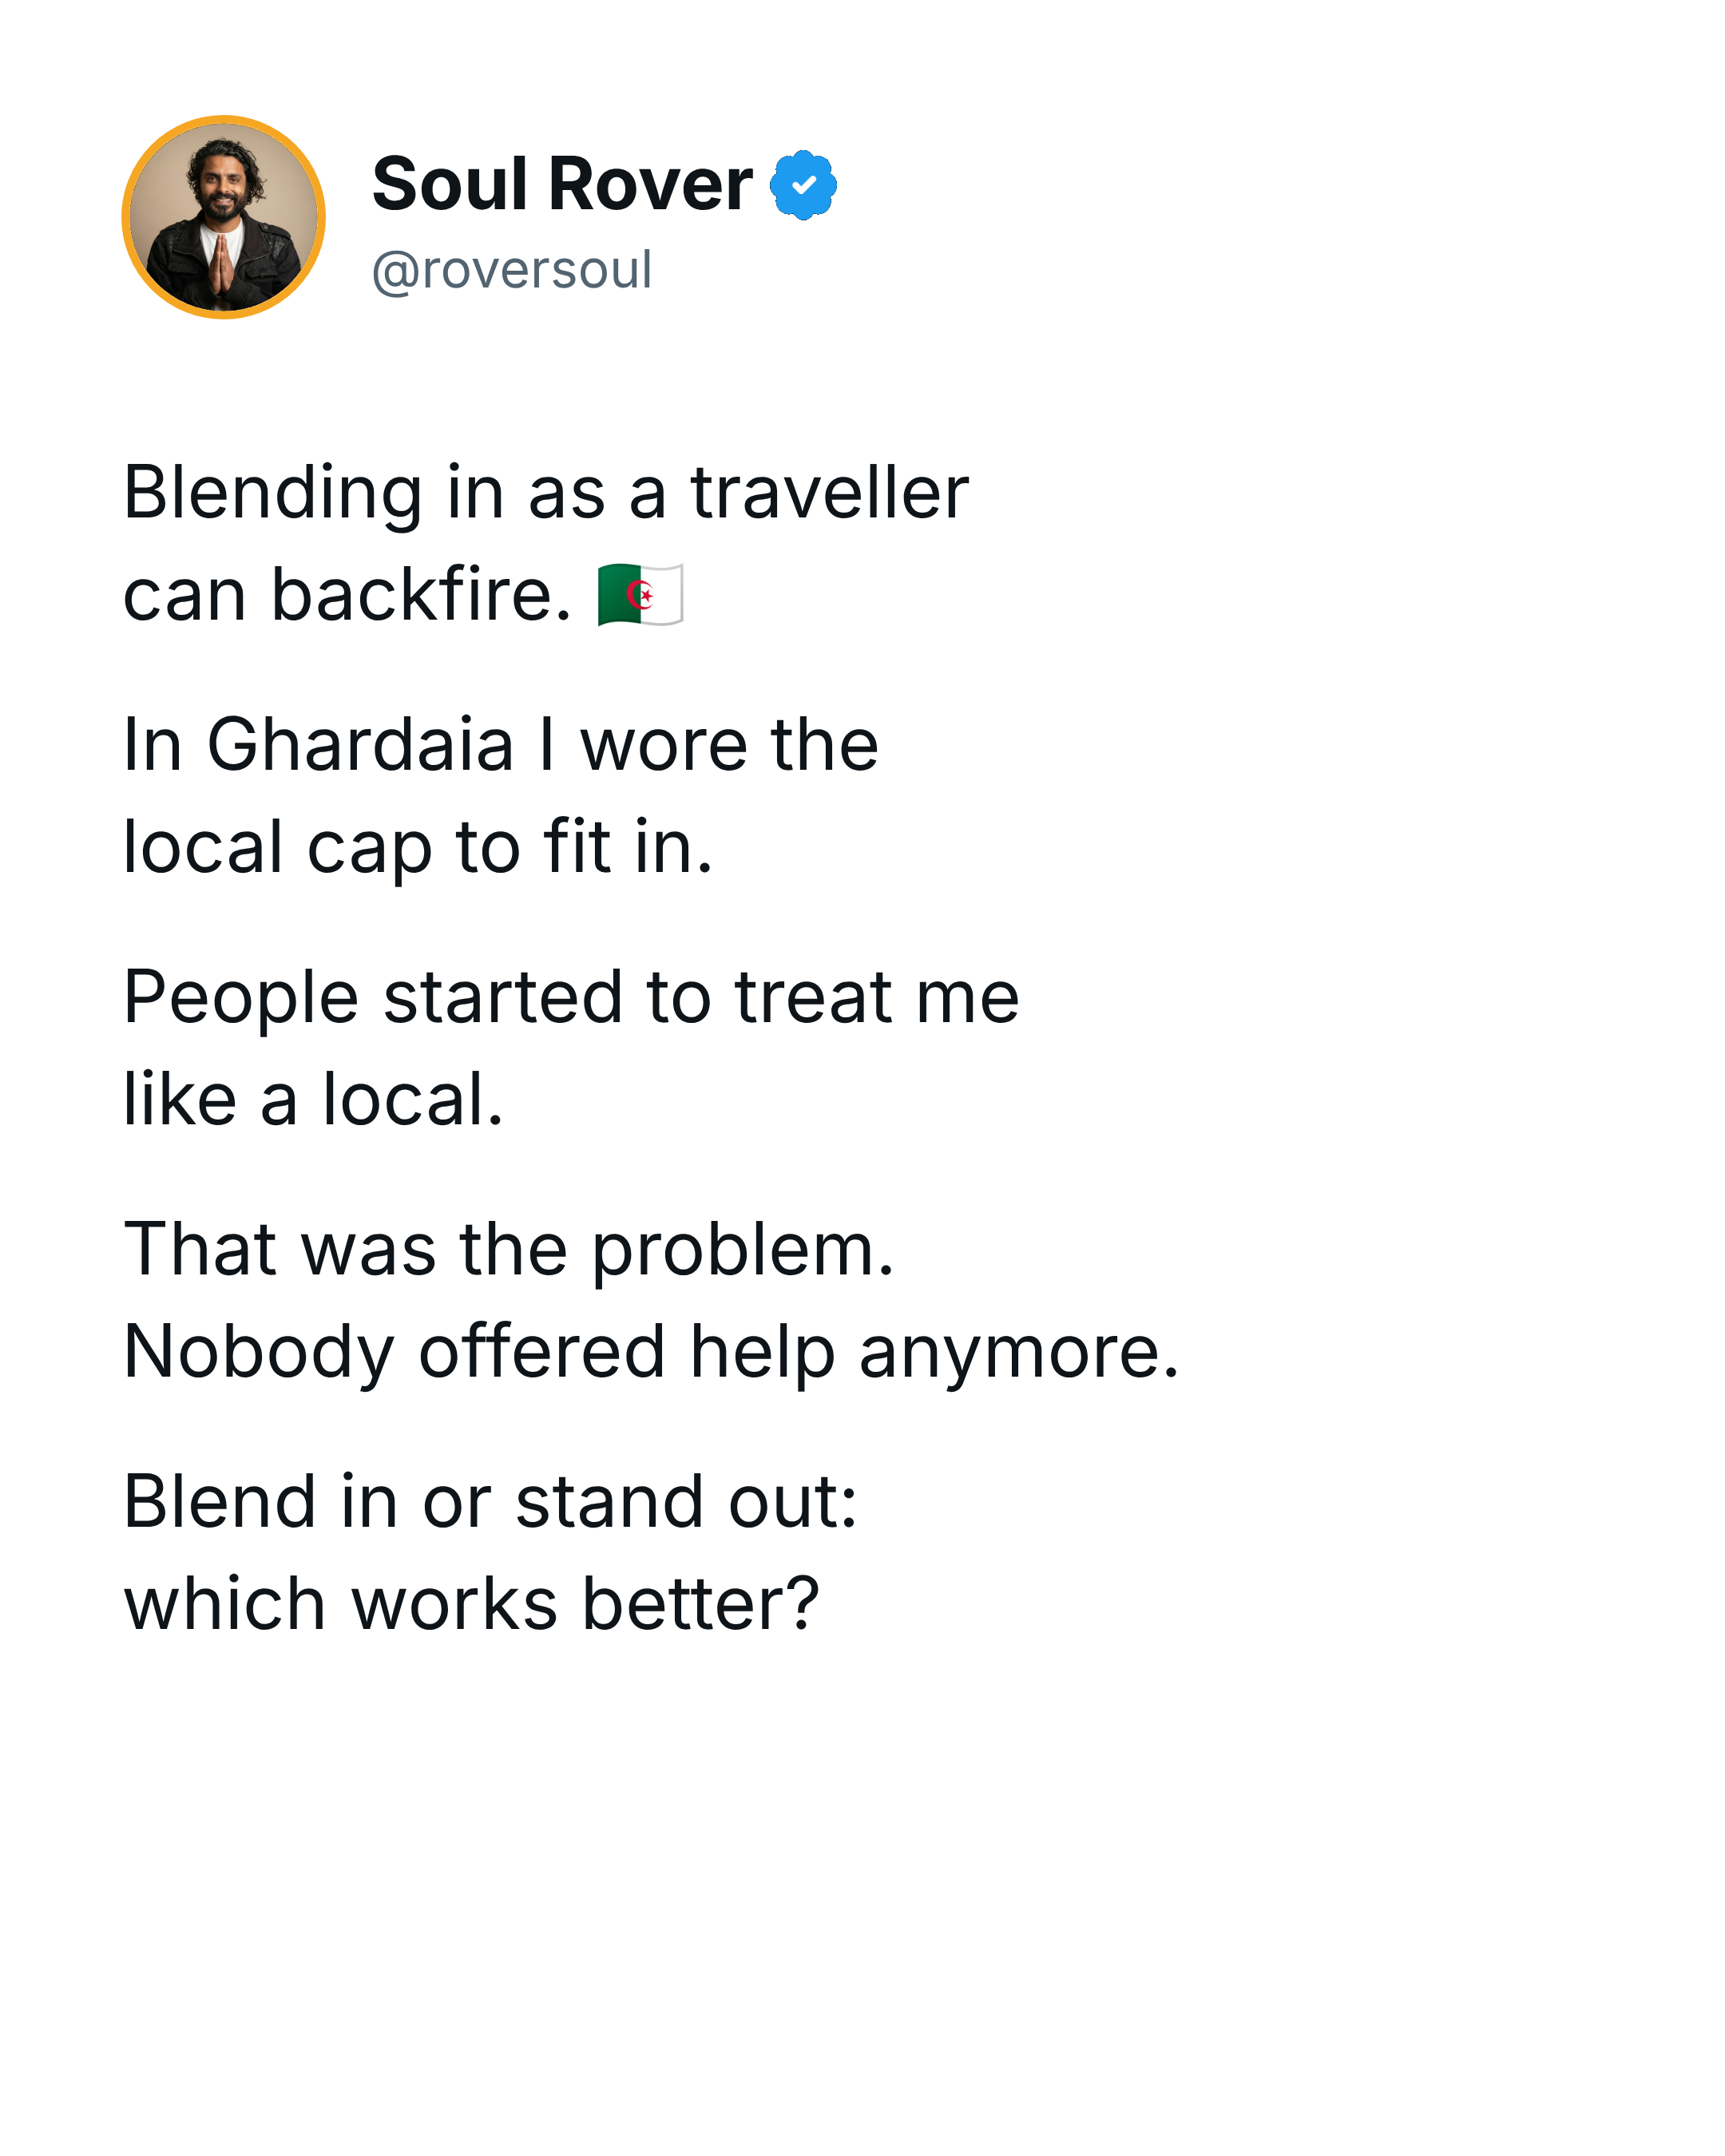 Soul Rover
@roversoul
Blending in as a traveller
can backfire. 🇩🇿
In Ghardaia I wore the
local cap to fit in.
People started to treat me
like a local.
That was the problem.
Nobody offered help anymore.
Blend in or stand out:
which works better?